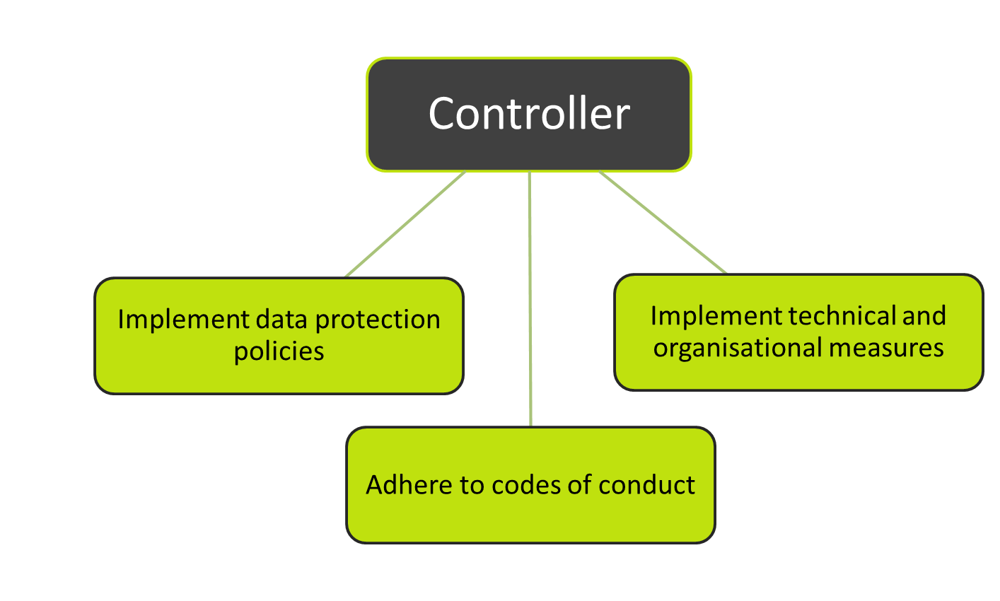 Controller
Implement data protection
policies
Implement technical and
organisational measures
Adhere to codes of conduct